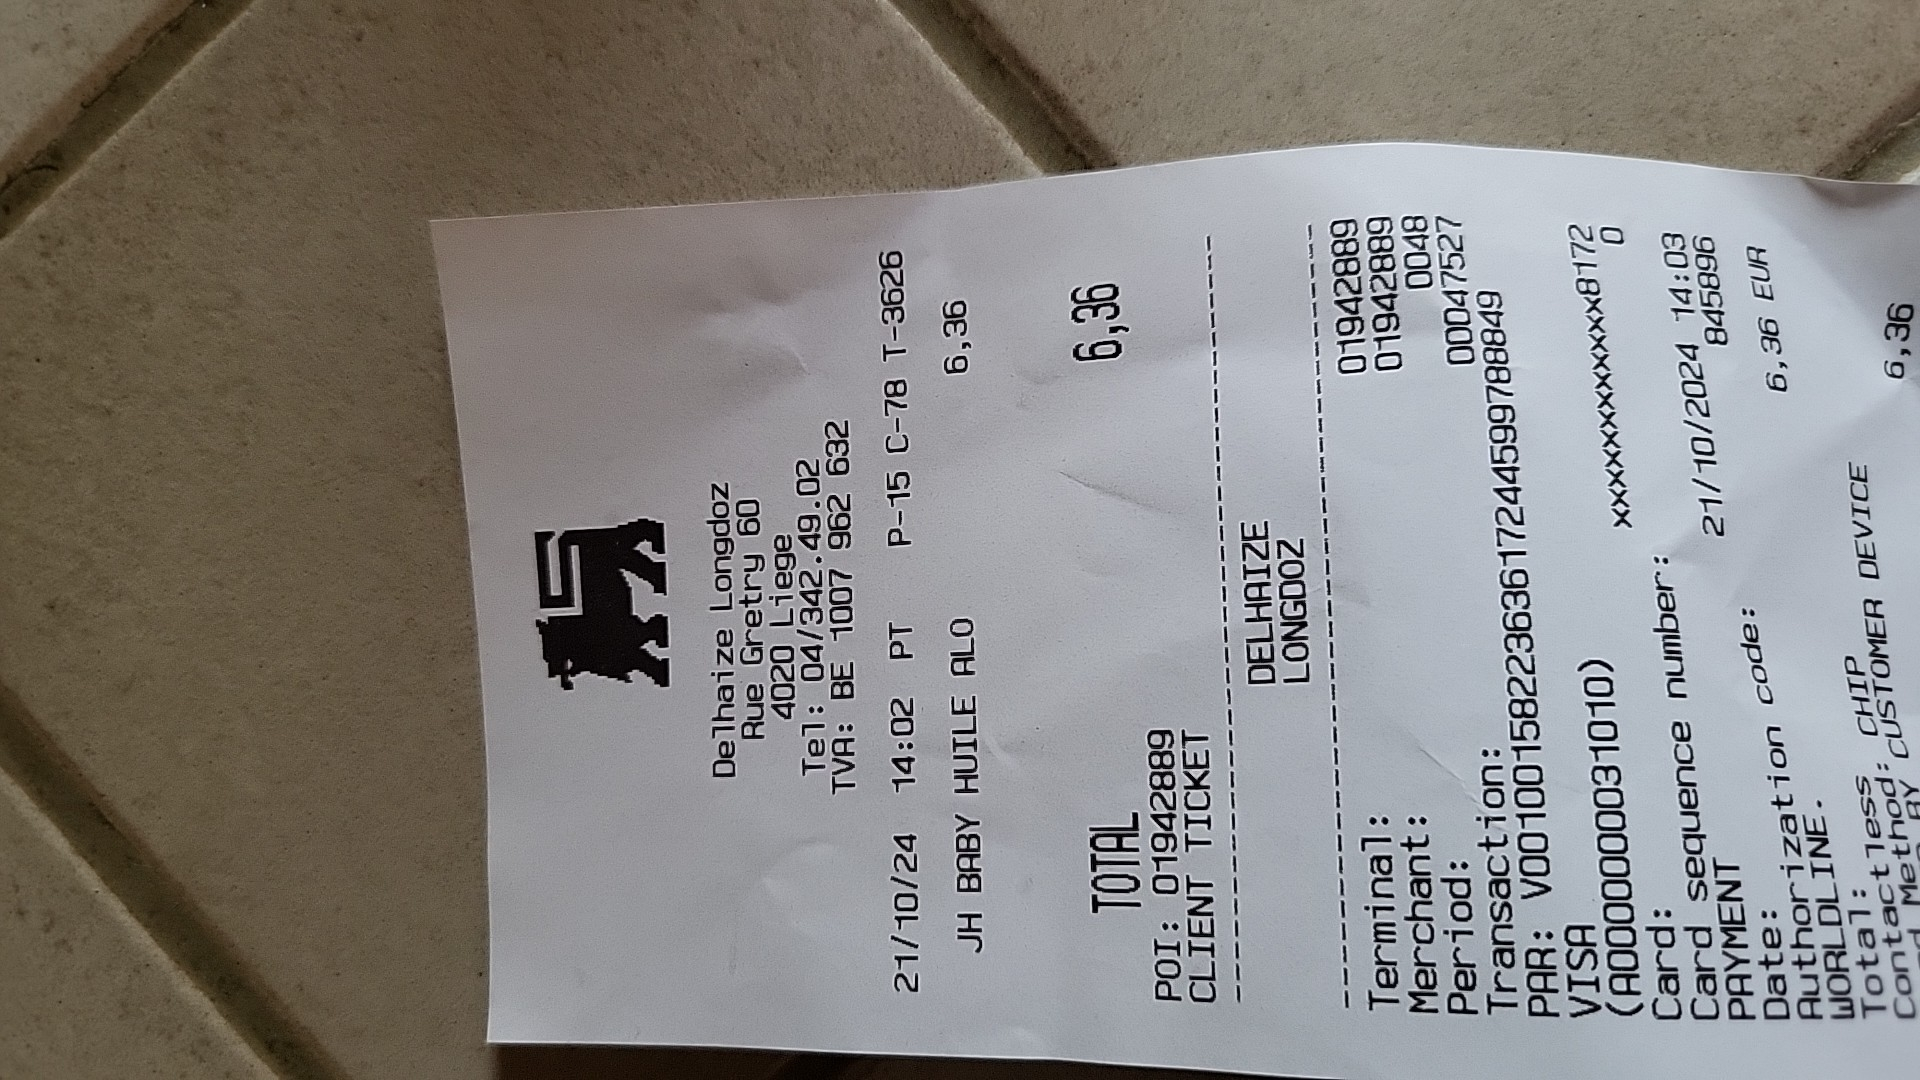 Delhaize Longdoz
Rue Gretry 60
4020 Liege
Tel: 04/342.49.02
TVA: BE 1007 962 632
21/10/24 14:02 PT P-15 C-78 T-3626
JH BABY HUILE ALO 6,36
TOTAL 6,36
POI: 01942889
CLIENT TICKET
DELHAIZE
LONGDOZ
Terminal: 01942889
Merchant: 01942889
Period: 0048
Transaction: 00047527
PAR: V0010015822363617244599788849
VISA
(A0000000031010)
Card: xxxxxxxxxxxxxxx8172
Card sequence number: 0
PAYMENT
Date: 21/10/2024 14:03
Authorization code: 845896
WORLDLINE.
Total: 6,36 EUR
Contactless CHIP
Method: CUSTOMER DEVICE
BY 6,36